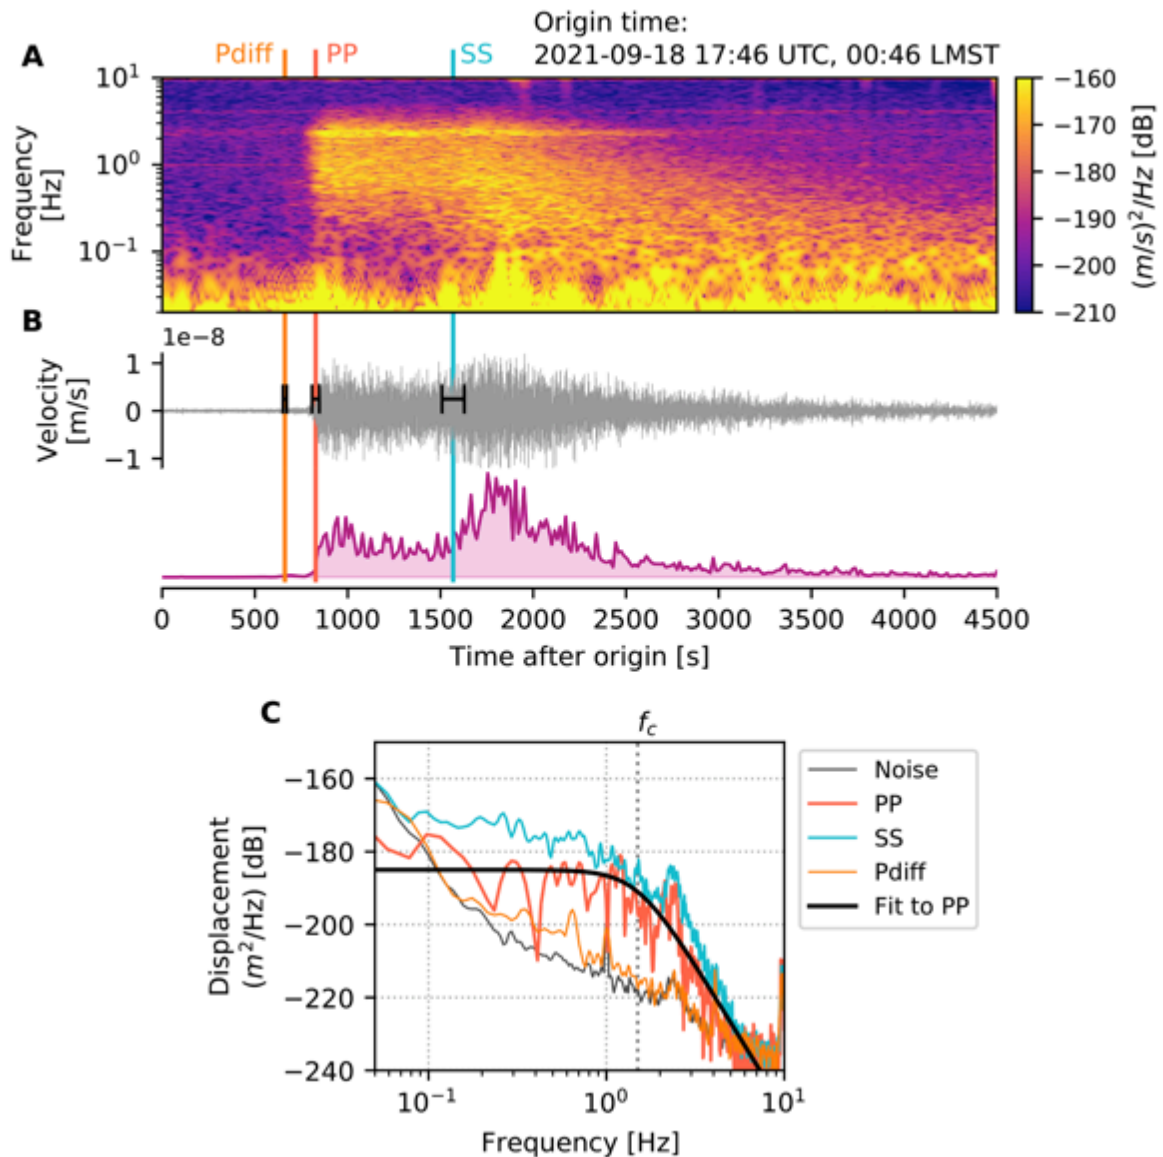 Origin time:
A Pdiff PP SS 2021-09-18 17:46 UTC, 00:46 LMST
10¹
10⁰
10⁻¹
Frequency
[Hz]
−160
−170
−180
−190
−200
−210
(m/s)²/Hz [dB]
B
1e−8
1
0
−1
Velocity
[m/s]
0 500 1000 1500 2000 2500 3000 3500 4000 4500
Time after origin [s]
C
f_c
−160
−180
−200
−220
−240
Displacement
(m²/Hz) [dB]
10⁻¹ 10⁰ 10¹
Frequency [Hz]
Noise
PP
SS
Pdiff
Fit to PP